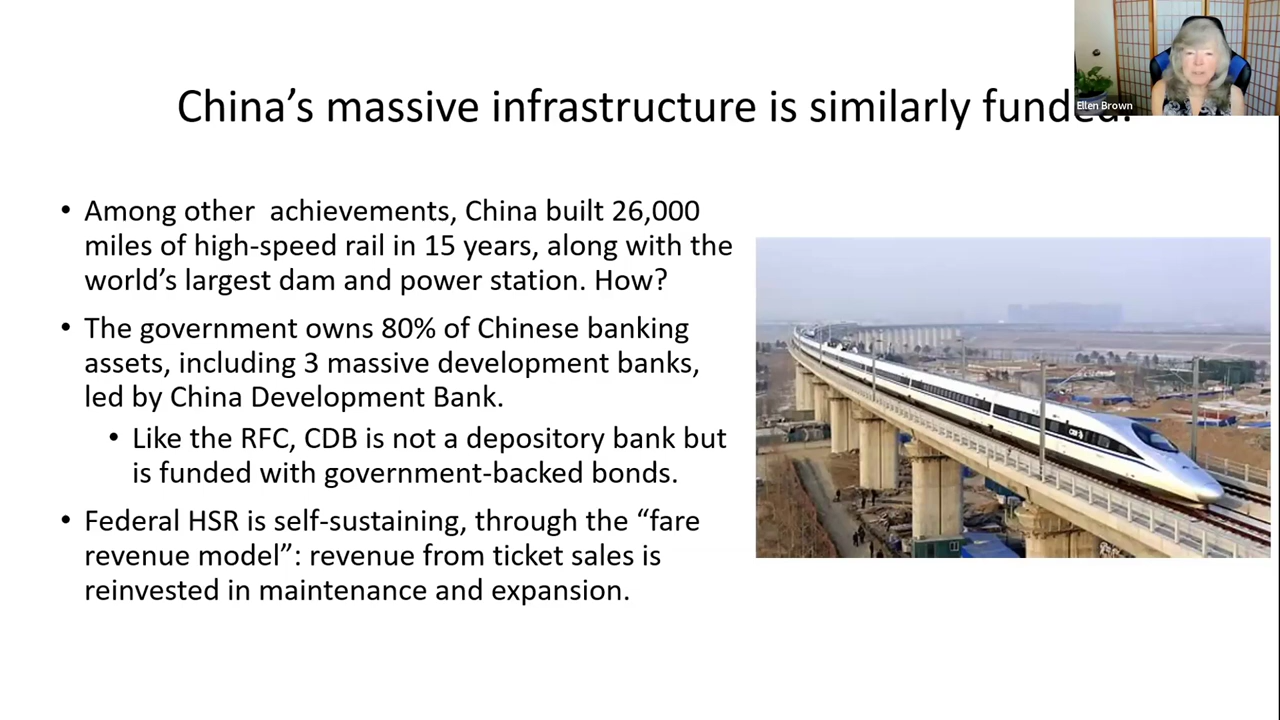 China’s massive infrastructure is similarly funded.
Ellen Brown
• Among other  achievements, China built 26,000
miles of high-speed rail in 15 years, along with the
world’s largest dam and power station. How?
• The government owns 80% of Chinese banking
assets, including 3 massive development banks,
led by China Development Bank.
• Like the RFC, CDB is not a depository bank but
is funded with government-backed bonds.
• Federal HSR is self-sustaining, through the “fare
revenue model”: revenue from ticket sales is
reinvested in maintenance and expansion.